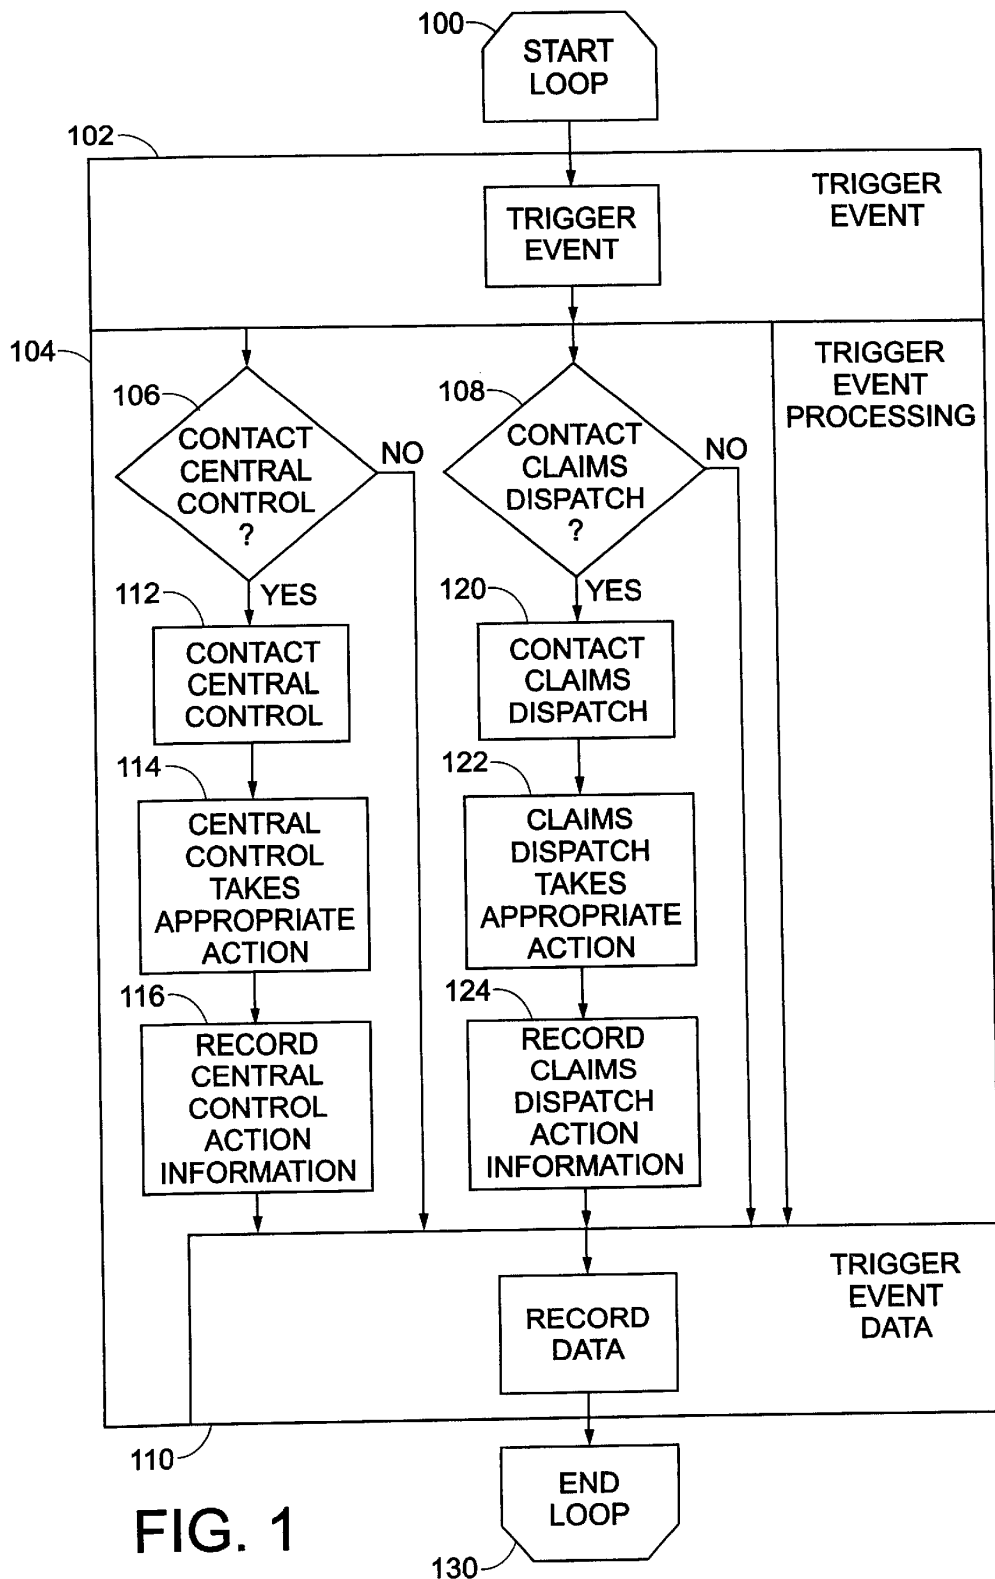 100
START
LOOP
102
TRIGGER
EVENT
TRIGGER
EVENT
104
TRIGGER
EVENT
PROCESSING
106
CONTACT
CENTRAL
CONTROL
?
NO
YES
108
CONTACT
CLAIMS
DISPATCH
?
NO
YES
112
CONTACT
CENTRAL
CONTROL
120
CONTACT
CLAIMS
DISPATCH
114
CENTRAL
CONTROL
TAKES
APPROPRIATE
ACTION
122
CLAIMS
DISPATCH
TAKES
APPROPRIATE
ACTION
116
RECORD
CENTRAL
CONTROL
ACTION
INFORMATION
124
RECORD
CLAIMS
DISPATCH
ACTION
INFORMATION
RECORD
DATA
TRIGGER
EVENT
DATA
110
END
LOOP
130
FIG. 1